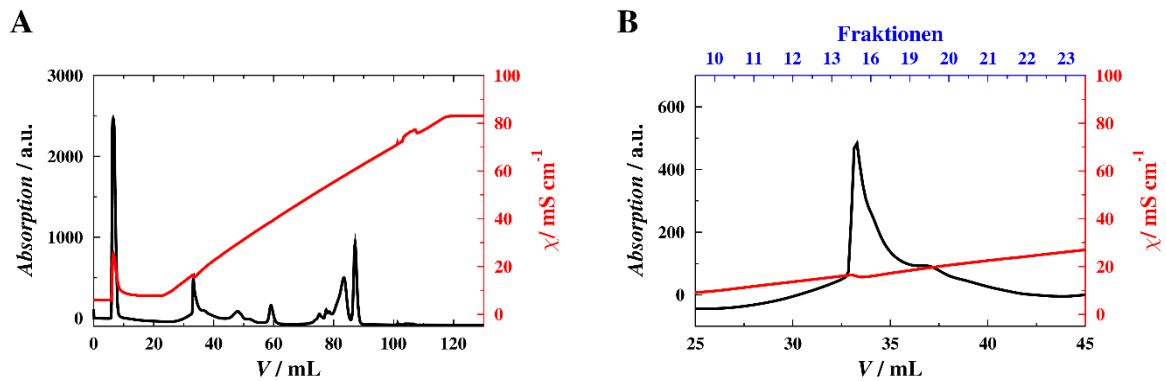 A
3000
2000
1000
0
Absorption / a.u.
0 20 40 60 80 100 120
V / mL
100
80
60
40
20
0
χ/ mS cm⁻¹
B
Fraktionen
10 11 12 13 16 19 20 21 22 23
600
400
200
0
Absorption / a.u.
25 30 35 40 45
V / mL
100
80
60
40
20
0
χ/ mS cm⁻¹